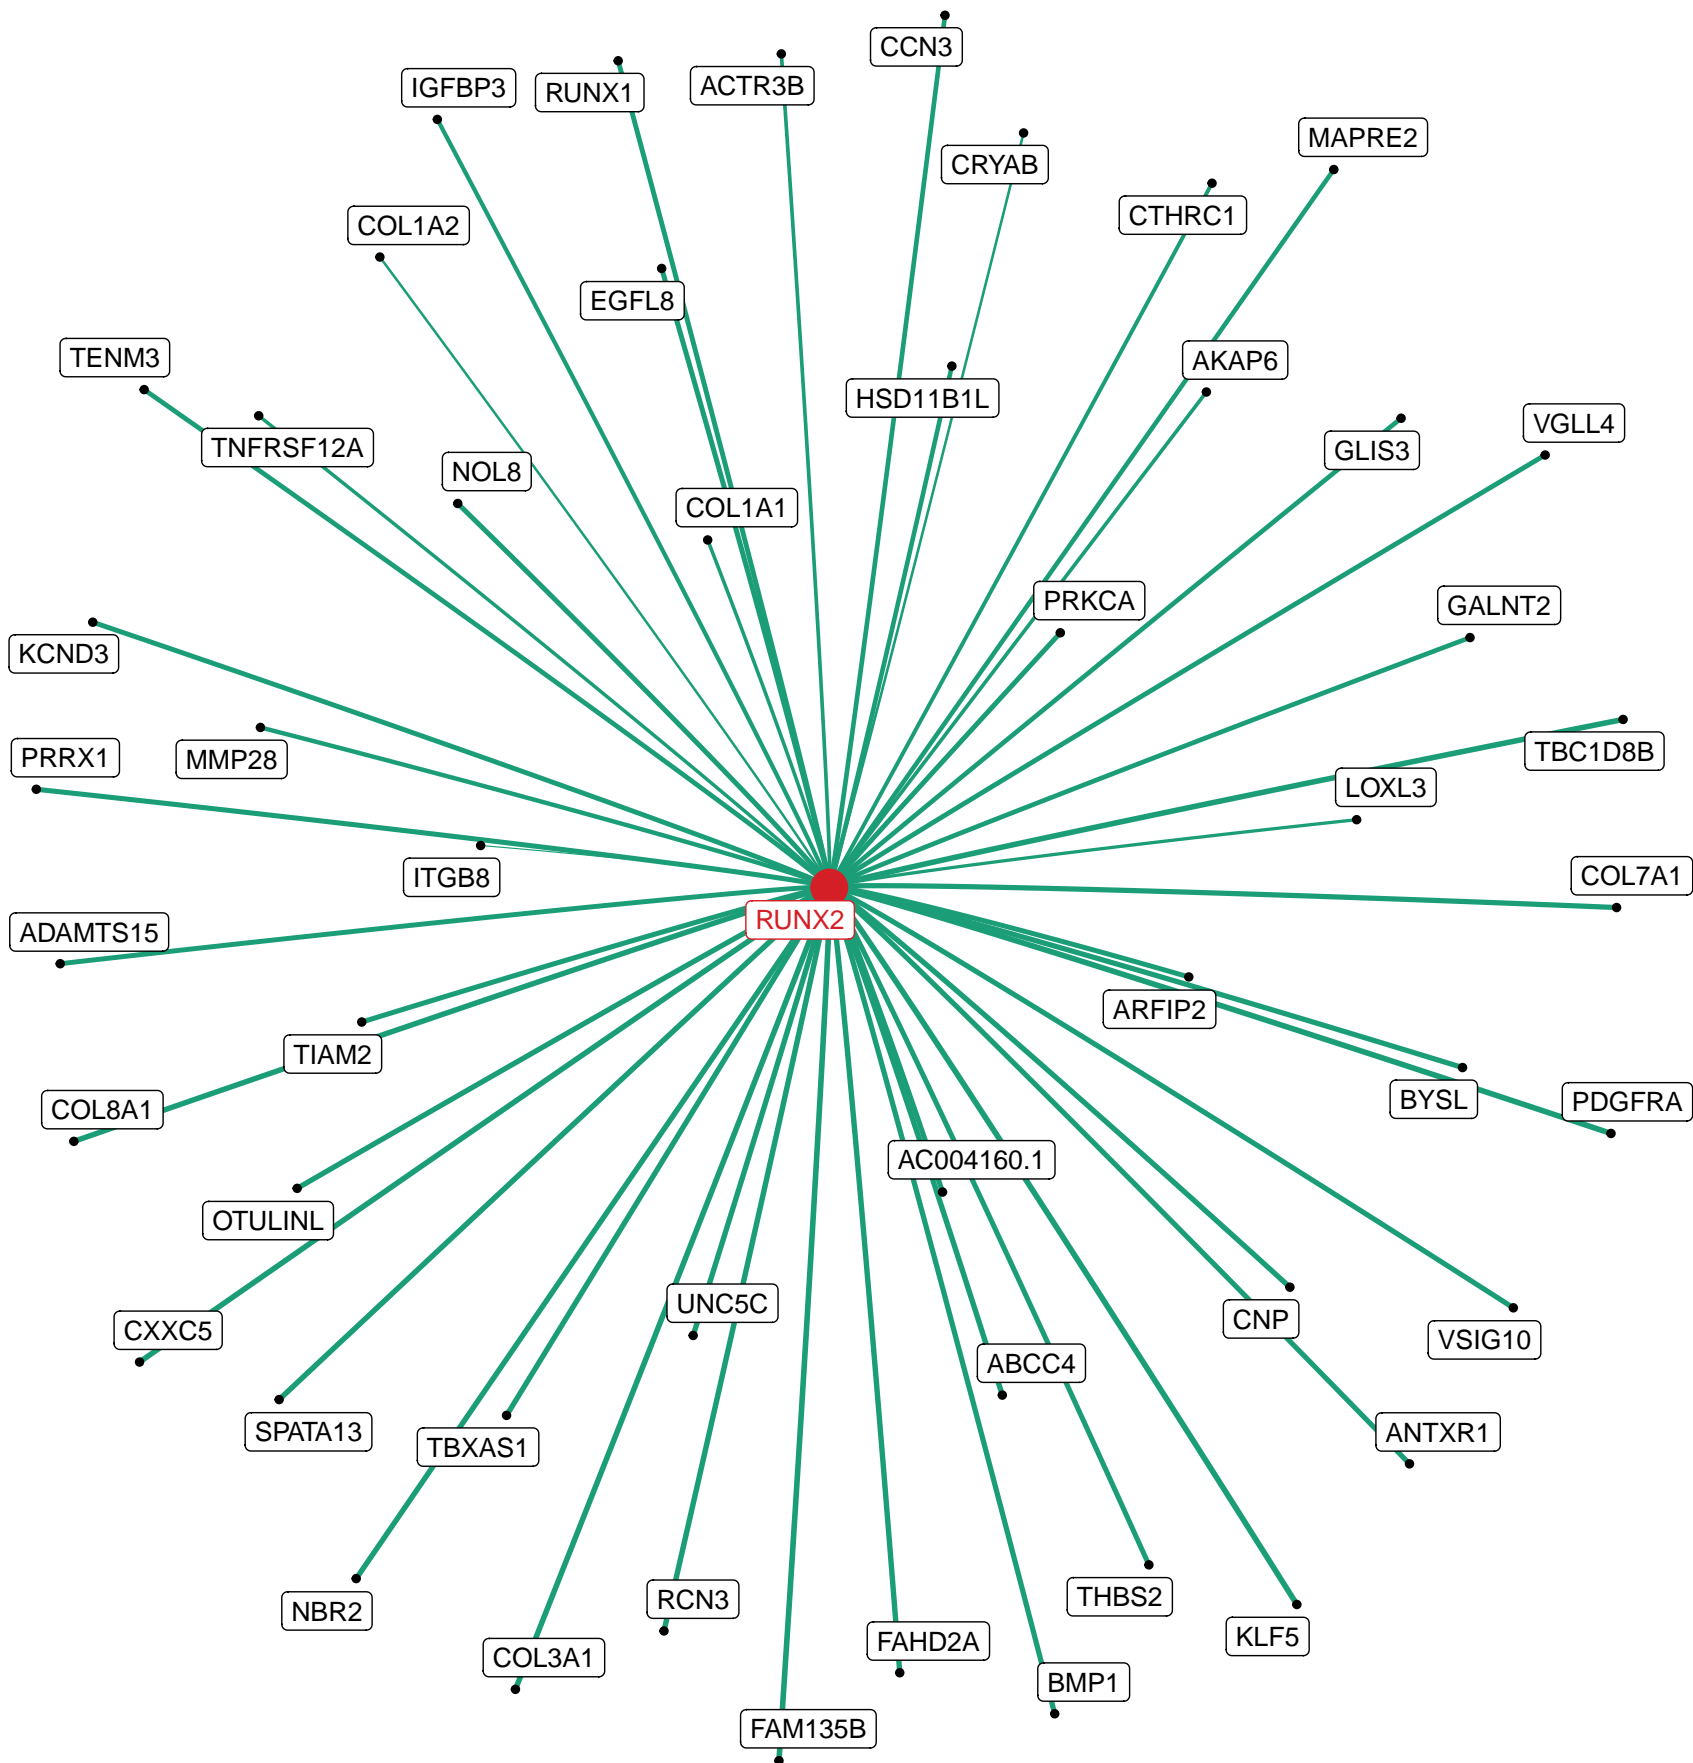 CCN3
IGFBP3
RUNX1
ACTR3B
MAPRE2
CRYAB
CTHRC1
COL1A2
EGFL8
TENM3
AKAP6
HSD11B1L
VGLL4
TNFRSF12A
GLIS3
NOL8
COL1A1
PRKCA
GALNT2
KCND3
PRRX1
MMP28
TBC1D8B
LOXL3
ITGB8
COL7A1
RUNX2
ADAMTS15
ARFIP2
TIAM2
COL8A1
BYSL
PDGFRA
AC004160.1
OTULINL
UNC5C
CNP
CXXC5
VSIG10
ABCC4
SPATA13
TBXAS1
ANTXR1
THBS2
RCN3
NBR2
KLF5
FAHD2A
COL3A1
BMP1
FAM135B